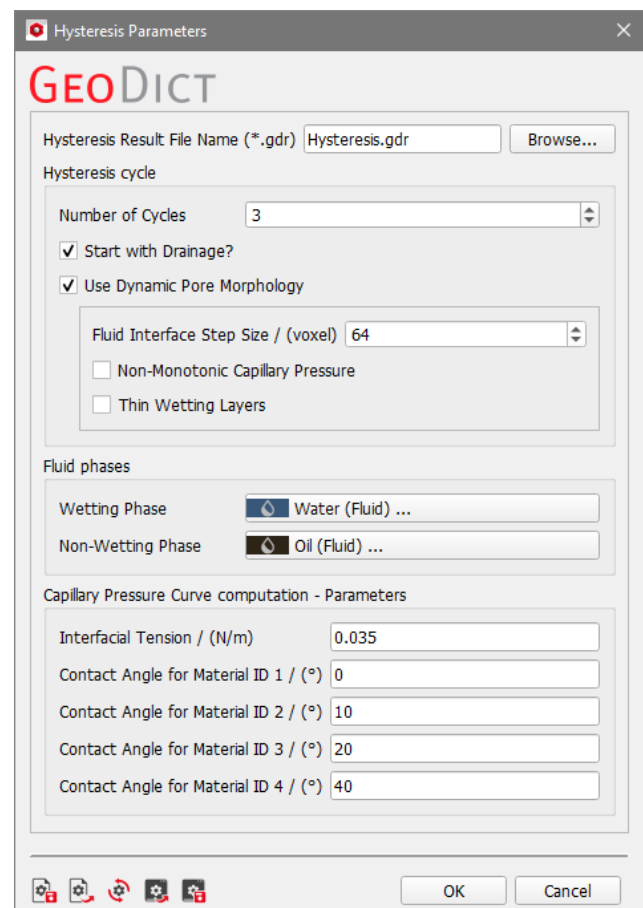 Hysteresis Parameters
GEODICT
Hysteresis Result File Name (*.gdr) Hysteresis.gdr Browse...
Hysteresis cycle
Number of Cycles 3
Start with Drainage?
Use Dynamic Pore Morphology
Fluid Interface Step Size / (voxel) 64
Non-Monotonic Capillary Pressure
Thin Wetting Layers
Fluid phases
Wetting Phase Water (Fluid) ...
Non-Wetting Phase Oil (Fluid) ...
Capillary Pressure Curve computation - Parameters
Interfacial Tension / (N/m) 0.035
Contact Angle for Material ID 1 / (°) 0
Contact Angle for Material ID 2 / (°) 10
Contact Angle for Material ID 3 / (°) 20
Contact Angle for Material ID 4 / (°) 40
OK Cancel